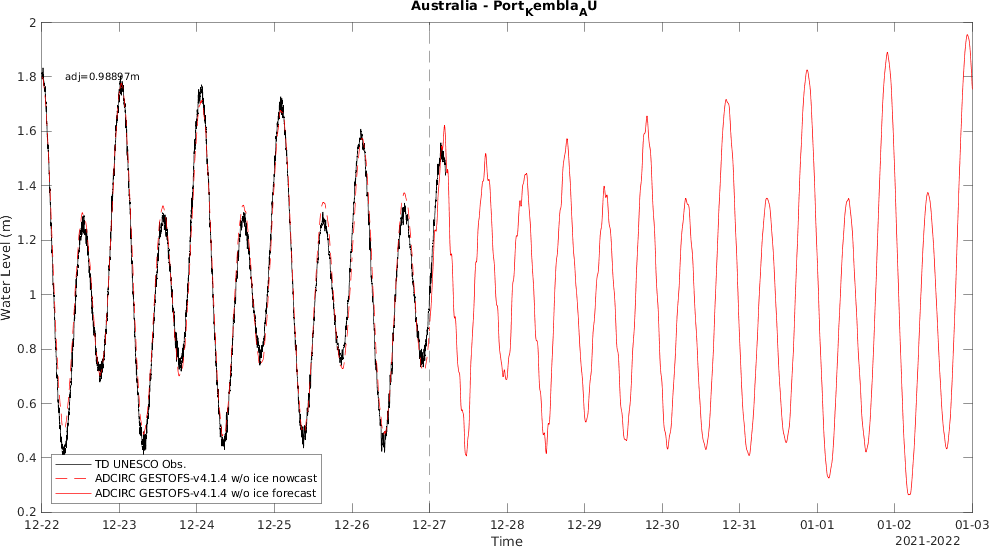 Australia - PortKemblaAU
adj=0.98897m
Water Level (m)
2
1.8
1.6
1.4
1.2
1
0.8
0.6
0.4
0.2
TD UNESCO Obs.
ADCIRC GESTOFS-v4.1.4 w/o ice nowcast
ADCIRC GESTOFS-v4.1.4 w/o ice forecast
12-22 12-23 12-24 12-25 12-26 12-27 12-28 12-29 12-30 12-31 01-01 01-02 01-03
Time
2021-2022